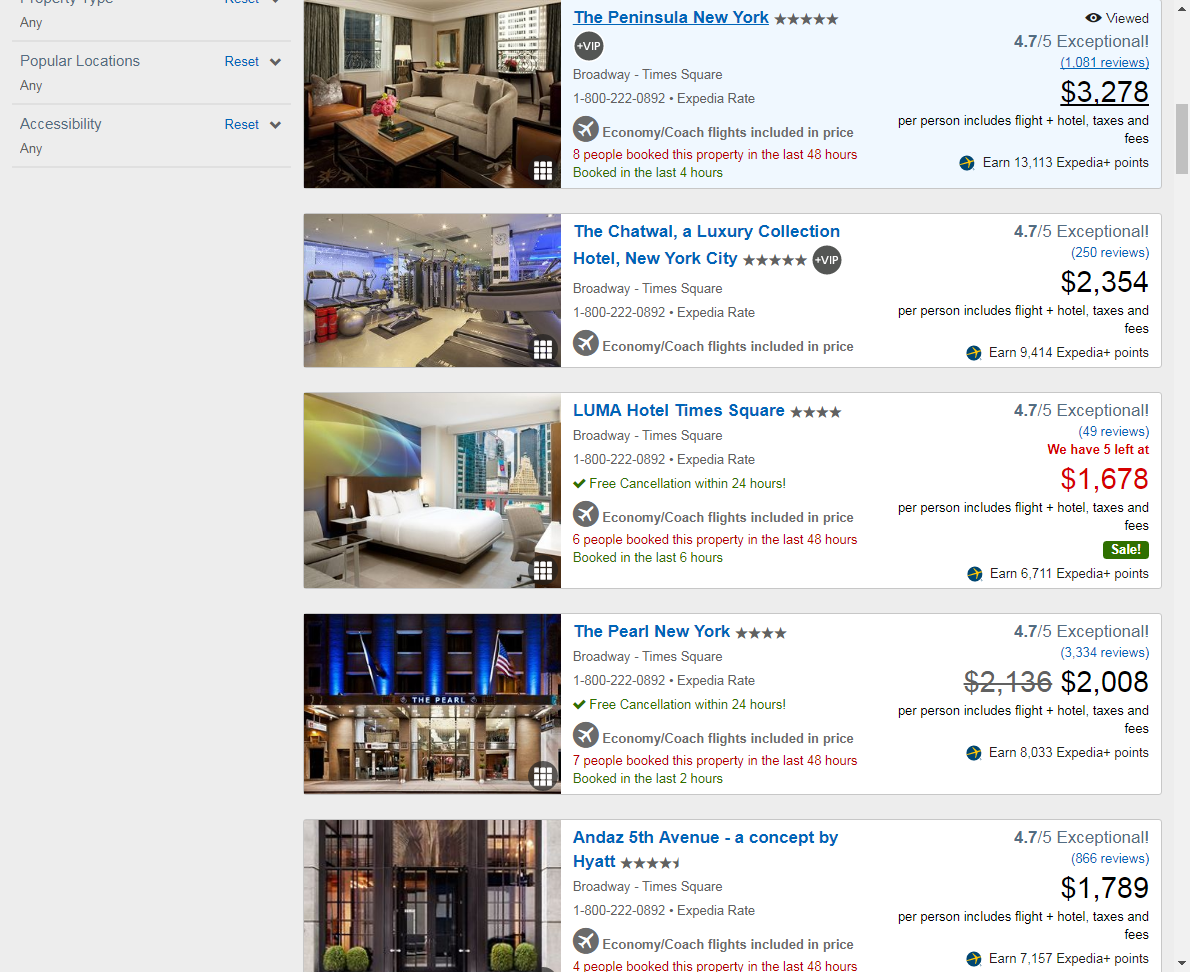 Property Type
Reset
Any
Popular Locations
Reset
Any
Accessibility
Reset
Any
The Peninsula New York
+VIP
Broadway - Times Square
1-800-222-0892 • Expedia Rate
Economy/Coach flights included in price
8 people booked this property in the last 48 hours
Booked in the last 4 hours
Viewed
4.7/5 Exceptional!
(1,081 reviews)
$3,278
per person includes flight + hotel, taxes and
fees
Earn 13,113 Expedia+ points
The Chatwal, a Luxury Collection
Hotel, New York City +VIP
Broadway - Times Square
1-800-222-0892 • Expedia Rate
Economy/Coach flights included in price
4.7/5 Exceptional!
(250 reviews)
$2,354
per person includes flight + hotel, taxes and
fees
Earn 9,414 Expedia+ points
LUMA Hotel Times Square
Broadway - Times Square
1-800-222-0892 • Expedia Rate
Free Cancellation within 24 hours!
Economy/Coach flights included in price
6 people booked this property in the last 48 hours
Booked in the last 6 hours
4.7/5 Exceptional!
(49 reviews)
We have 5 left at
$1,678
per person includes flight + hotel, taxes and
fees
Sale!
Earn 6,711 Expedia+ points
THE PEARL
The Pearl New York
Broadway - Times Square
1-800-222-0892 • Expedia Rate
Free Cancellation within 24 hours!
Economy/Coach flights included in price
7 people booked this property in the last 48 hours
Booked in the last 2 hours
4.7/5 Exceptional!
(3,334 reviews)
$2,136 $2,008
per person includes flight + hotel, taxes and
fees
Earn 8,033 Expedia+ points
Andaz 5th Avenue - a concept by
Hyatt
Broadway - Times Square
1-800-222-0892 • Expedia Rate
Economy/Coach flights included in price
4 people booked this property in the last 48 hours
4.7/5 Exceptional!
(866 reviews)
$1,789
per person includes flight + hotel, taxes and
fees
Earn 7,157 Expedia+ points